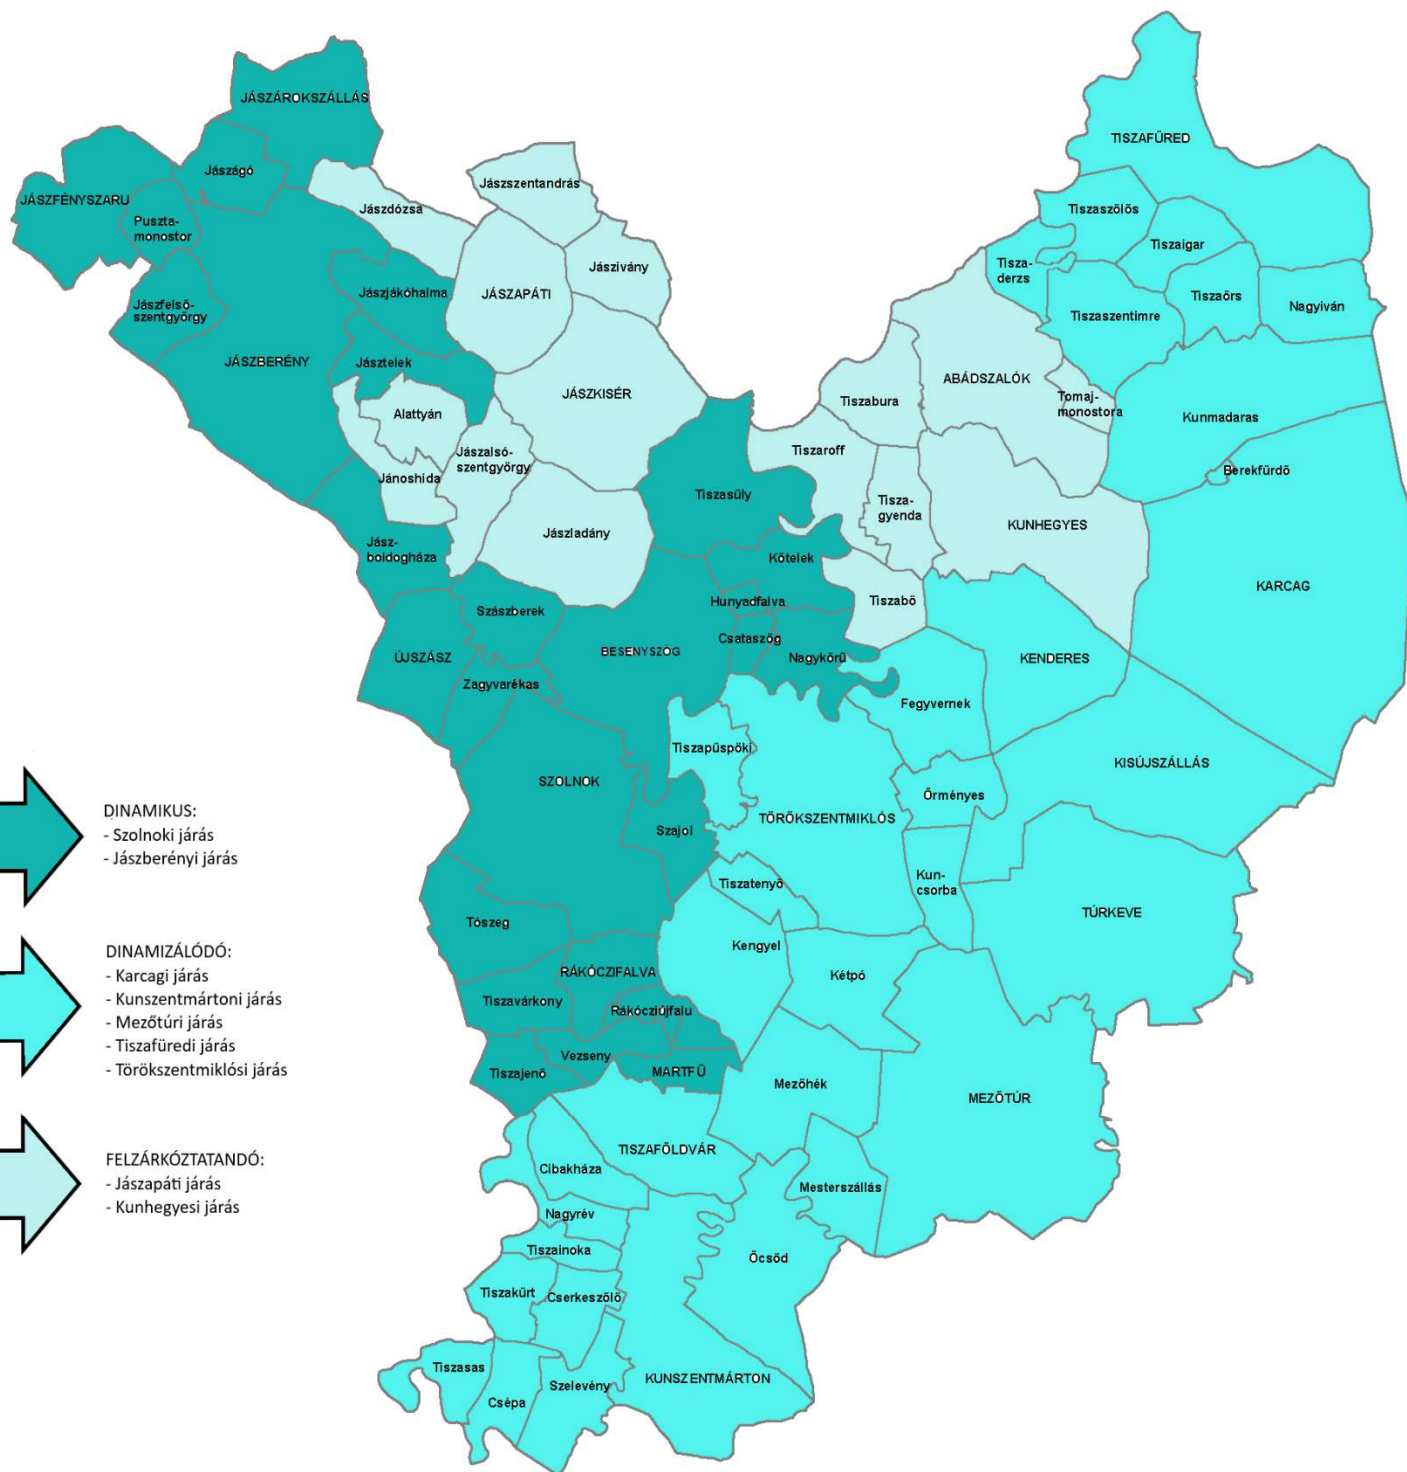 JÁSZÁROKSZÁLLÁS
TISZAFÜRED
Jászágó
Jászszentandrás
JÁSZFÉNYSZARU
Jászdózsa
Puszta-
monostor
Tiszaszőlős
Tiszaigar
Jászivány
Tisza-
derzs
JÁSZAPÁTI
Jászjákóhalma
Tiszaörs
Nagyiván
Jászfelső-
szentgyörgy
Tiszaszentimre
JÁSZBERÉNY
Jásztelek
ABÁDSZALÓK
JÁSZKISÉR
Tiszabura
Tomaj-
monostora
Alattyán
Kunmadaras
Tiszaroff
Jászalsó-
szentgyörgy
Berekfürdő
Jánoshida
Tiszasüly
Tisza-
gyenda
KUNHEGYES
Jászladány
Jász-
boldogháza
Kőtelek
KARCAG
Hunyadfalva
Tiszabő
Szászberek
Csataszög
BESENYSZÖG
ÚJSZÁSZ
Nagykörű
KENDERES
Zagyvarékas
Fegyvernek
Tiszapüspöki
KISÚJSZÁLLÁS
SZOLNOK
Örményes
TÖRÖKSZENTMIKLÓS
Szajol
Tiszatenyő
Kun-
csorba
TÚRKEVE
Tószeg
Kengyel
RÁKÓCZIFALVA
Kétpó
Tiszavárkony
Rákócziújfalu
Vezseny
Tiszajenő
MARTFŰ
Mezőhék
MEZŐTÚR
TISZAFÖLDVÁR
Cibakháza
Mesterszállás
Nagyrév
Tiszainoka
Öcsöd
Tiszakürt
Cserkeszőlő
Tiszasas
Szelevény
KUNSZENTMÁRTON
Csépa
DINAMIKUS:
- Szolnoki járás
- Jászberényi járás
DINAMIZÁLÓDÓ:
- Karcagi járás
- Kunszentmártoni járás
- Mezőtúri járás
- Tiszafüredi járás
- Törökszentmiklósi járás
FELZÁRKÓZTATANDÓ:
- Jászapáti járás
- Kunhegyesi járás